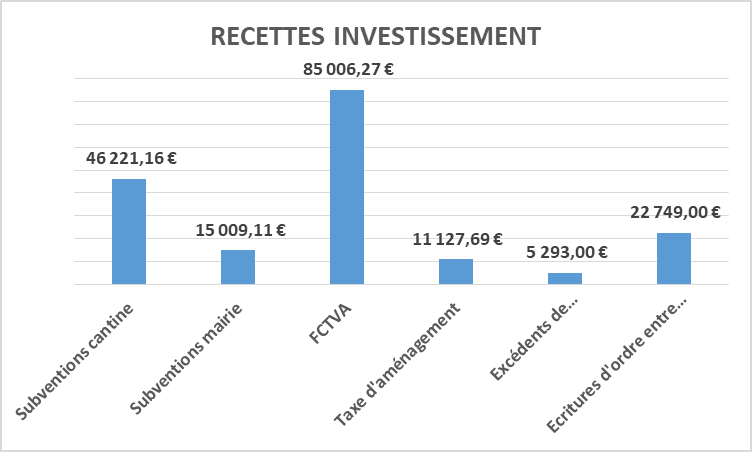 RECETTES INVESTISSEMENT
46 221,16 €
15 009,11 €
85 006,27 €
11 127,69 €
5 293,00 €
22 749,00 €
Subventions cantine
Subventions mairie
FCTVA
Taxe d'aménagement
Excédents de...
Ecritures d'ordre entre...